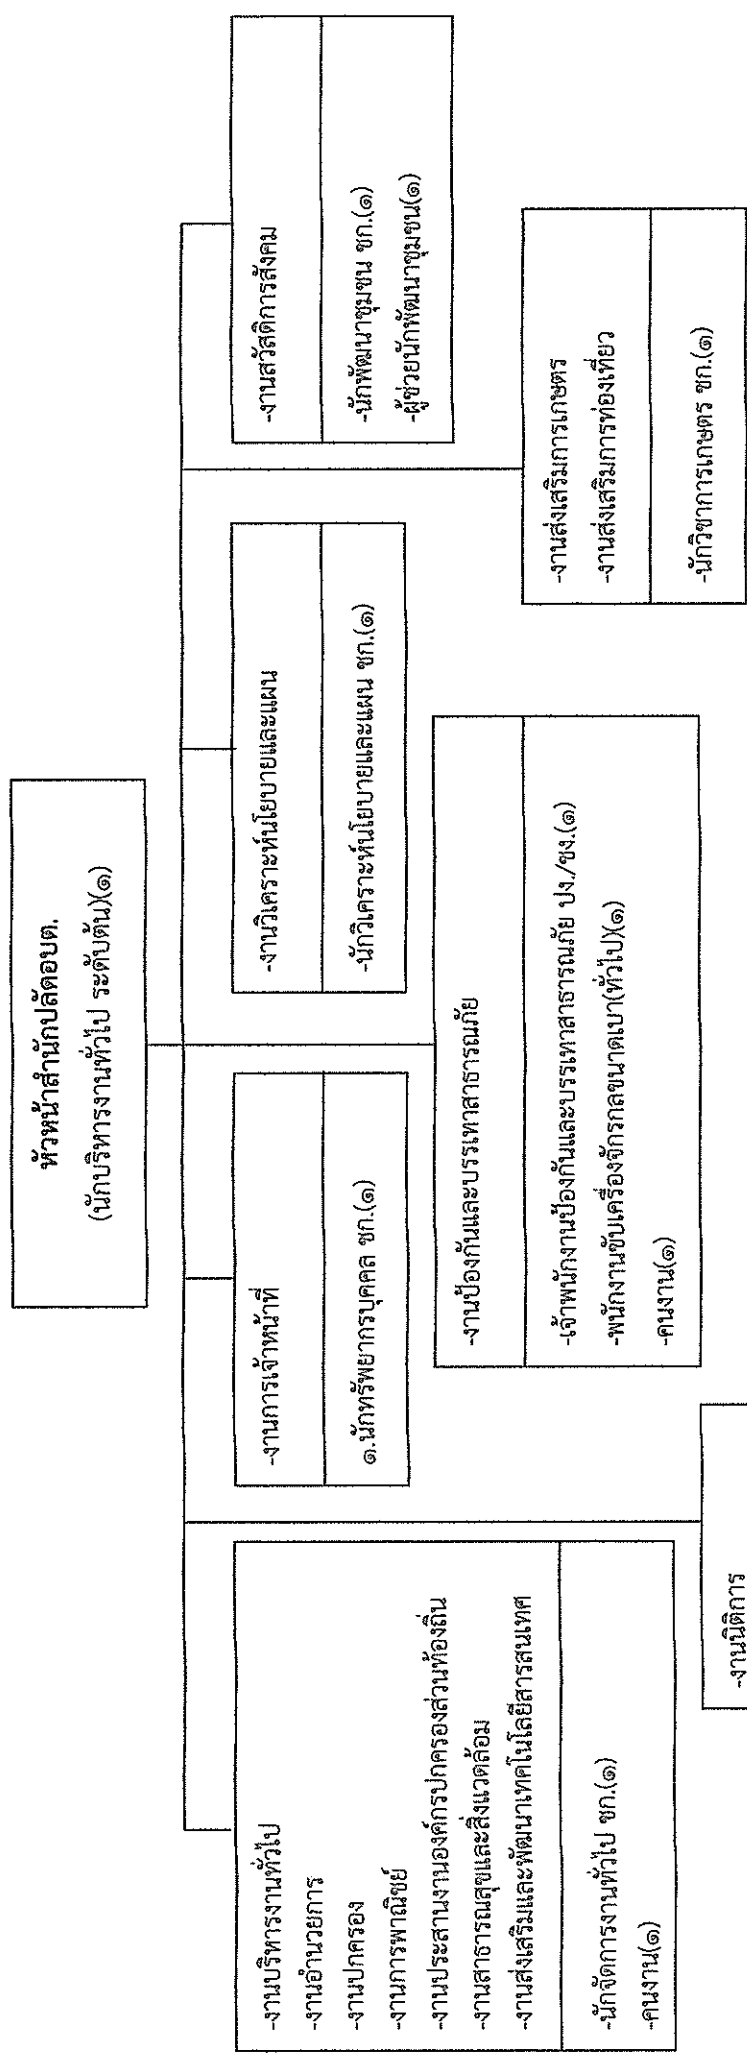 หัวหน้าสำนักปลัดอบต.
(นักบริหารงานทั่วไป ระดับต้น)(๑)
-งานบริหารงานทั่วไป
-งานอำนวยการ
-งานปกครอง
-งานการพาณิชย์
-งานประสานงานองค์กรปกครองส่วนท้องถิ่น
-งานสาธารณสุขและสิ่งแวดล้อม
-งานส่งเสริมและพัฒนาเทคโนโลยีสารสนเทศ
-นักจัดการงานทั่วไป ชก.(๑)
-คนงาน(๑)
-งานการเจ้าหน้าที่
๑.นักทรัพยากรบุคคล ชก.(๑)
-งานวิเคราะห์นโยบายและแผน
-นักวิเคราะห์นโยบายและแผน ชก.(๑)
-งานสวัสดิการสังคม
-นักพัฒนาชุมชน ชก.(๑)
-ผู้ช่วยนักพัฒนาชุมชน(๑)
-งานป้องกันและบรรเทาสาธารณภัย
-เจ้าพนักงานป้องกันและบรรเทาสาธารณภัย ปง./ชง.(๑)
-พนักงานขับเครื่องจักรกลขนาดเบา(ทั่วไป)(๑)
-คนงาน(๑)
-งานส่งเสริมการเกษตร
-งานส่งเสริมการท่องเที่ยว
-นักวิชาการเกษตร ชก.(๑)
-งานนิติการ